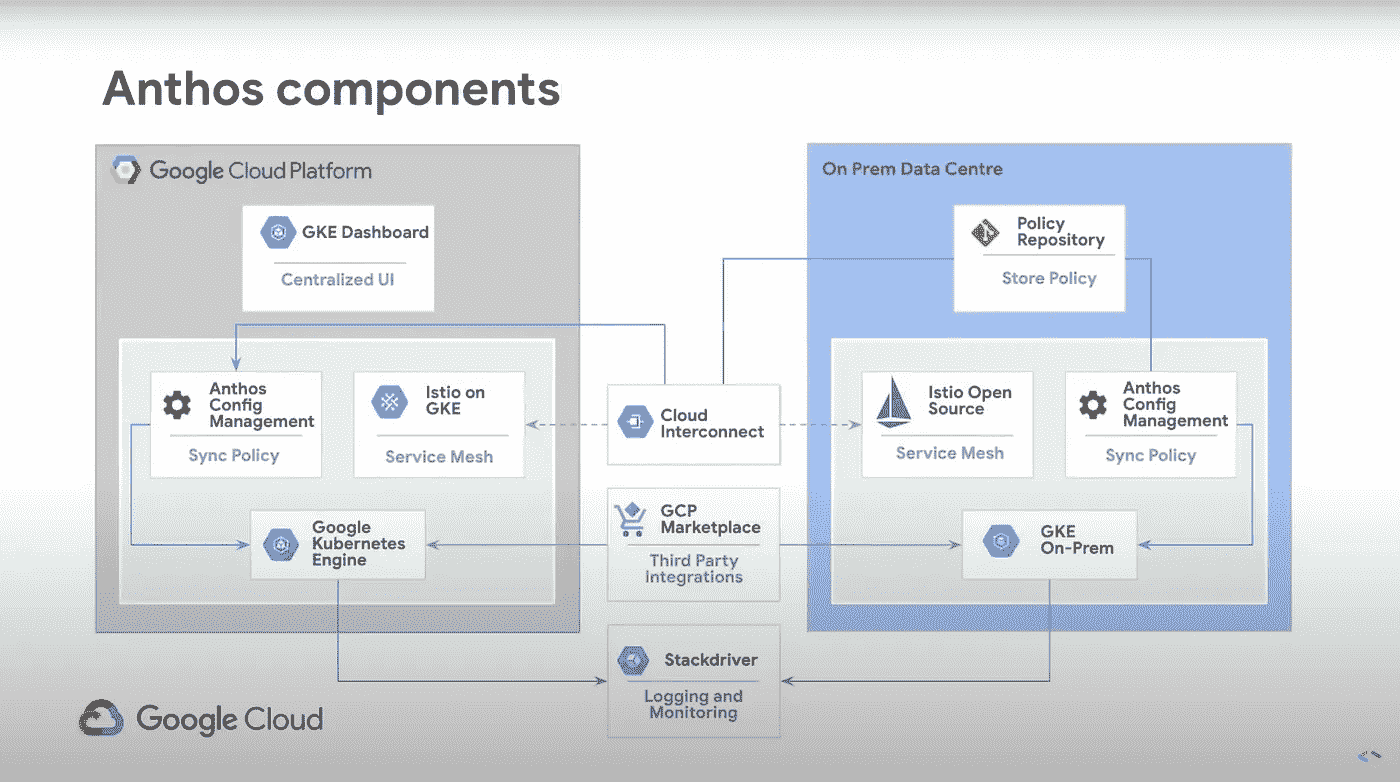 Anthos components
Google Cloud Platform
GKE Dashboard
Centralized UI
Anthos
Config
Management
Sync Policy
Istio on
GKE
Service Mesh
Google
Kubernetes
Engine
Cloud
Interconnect
GCP
Marketplace
Third Party
Integrations
Stackdriver
Logging and
Monitoring
On Prem Data Centre
Policy
Repository
Store Policy
Istio Open
Source
Service Mesh
Anthos
Config
Management
Sync Policy
GKE
On-Prem
Google Cloud